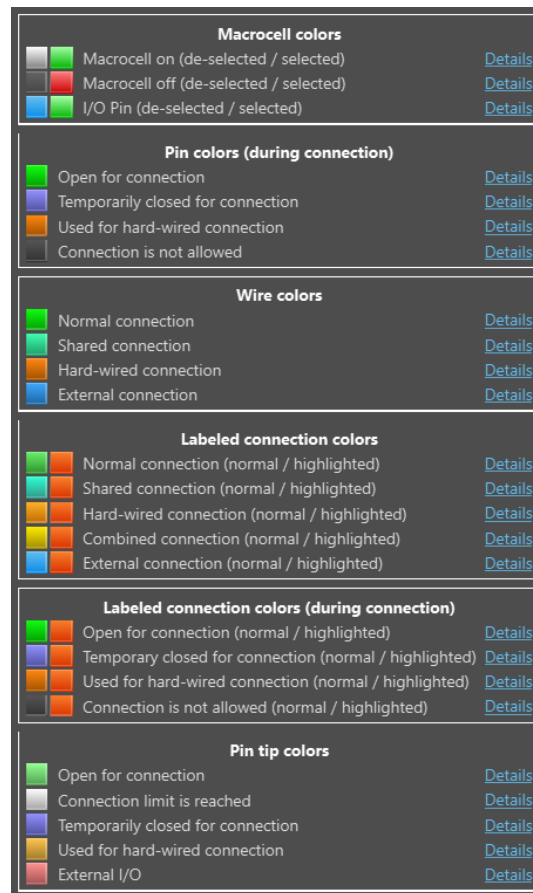 Macrocell colors
Macrocell on (de-selected / selected) Details
Macrocell off (de-selected / selected) Details
I/O Pin (de-selected / selected) Details
Pin colors (during connection)
Open for connection Details
Temporarily closed for connection Details
Used for hard-wired connection Details
Connection is not allowed Details
Wire colors
Normal connection Details
Shared connection Details
Hard-wired connection Details
External connection Details
Labeled connection colors
Normal connection (normal / highlighted) Details
Shared connection (normal / highlighted) Details
Hard-wired connection (normal / highlighted) Details
Combined connection (normal / highlighted) Details
External connection (normal / highlighted) Details
Labeled connection colors (during connection)
Open for connection (normal / highlighted) Details
Temporary closed for connection (normal / highlighted) Details
Used for hard-wired connection (normal / highlighted) Details
Connection is not allowed (normal / highlighted) Details
Pin tip colors
Open for connection Details
Connection limit is reached Details
Temporarily closed for connection Details
Used for hard-wired connection Details
External I/O Details